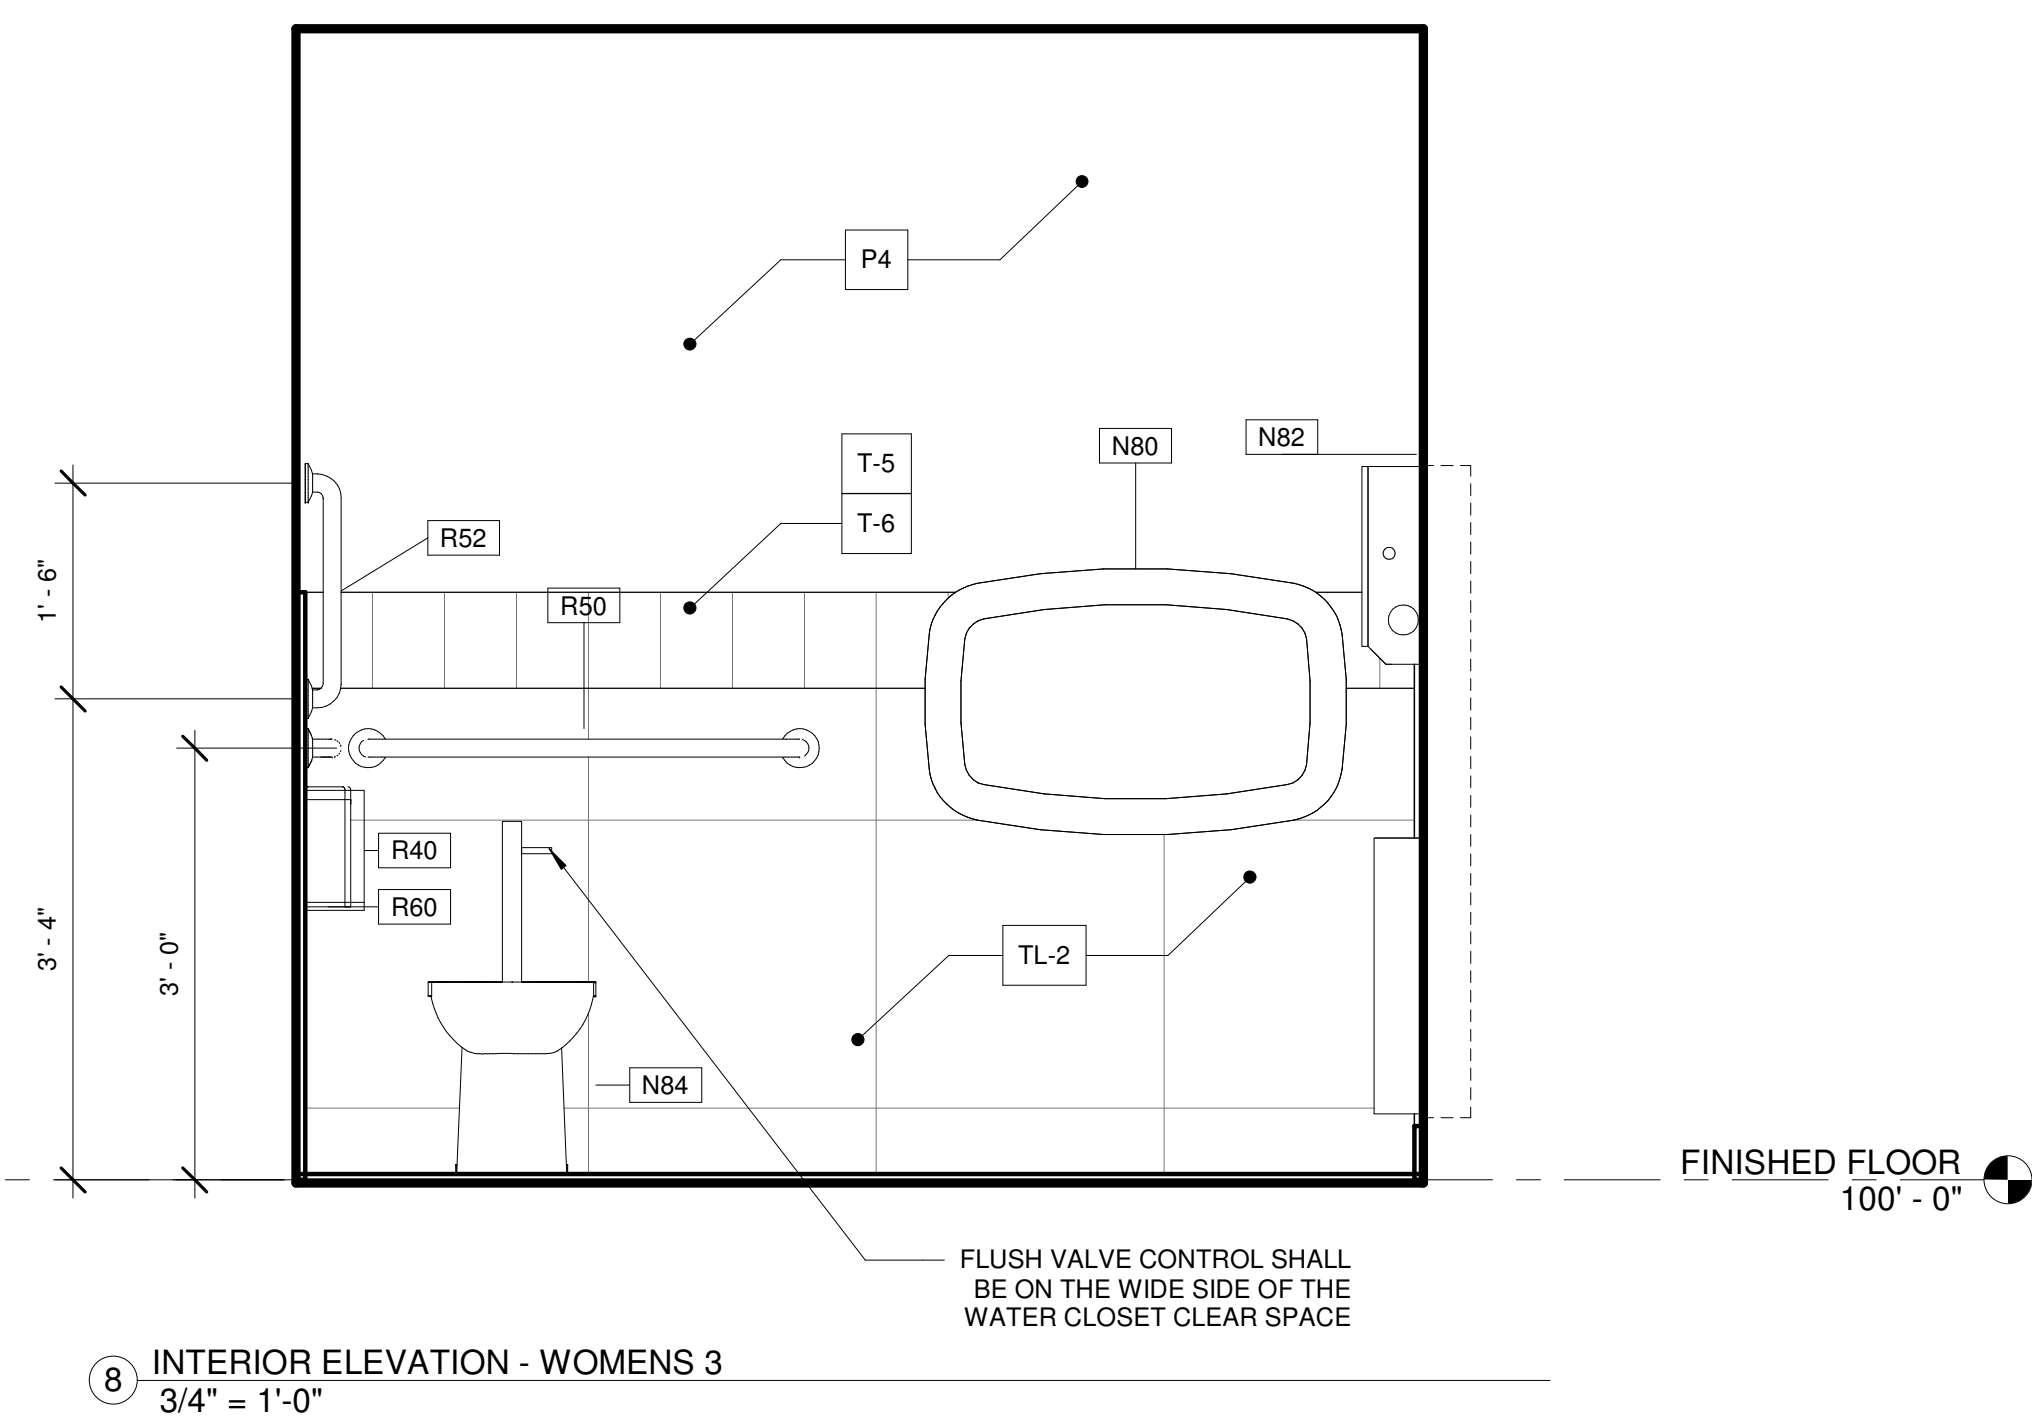 P4
N82
N80
T-5
T-6
R52
R50
1' - 6"
R40
R60
3' - 4"
3' - 0"
TL-2
N84
FINISHED FLOOR
100' - 0"
FLUSH VALVE CONTROL SHALL
BE ON THE WIDE SIDE OF THE
WATER CLOSET CLEAR SPACE
8
INTERIOR ELEVATION - WOMENS 3
3/4" = 1'-0"